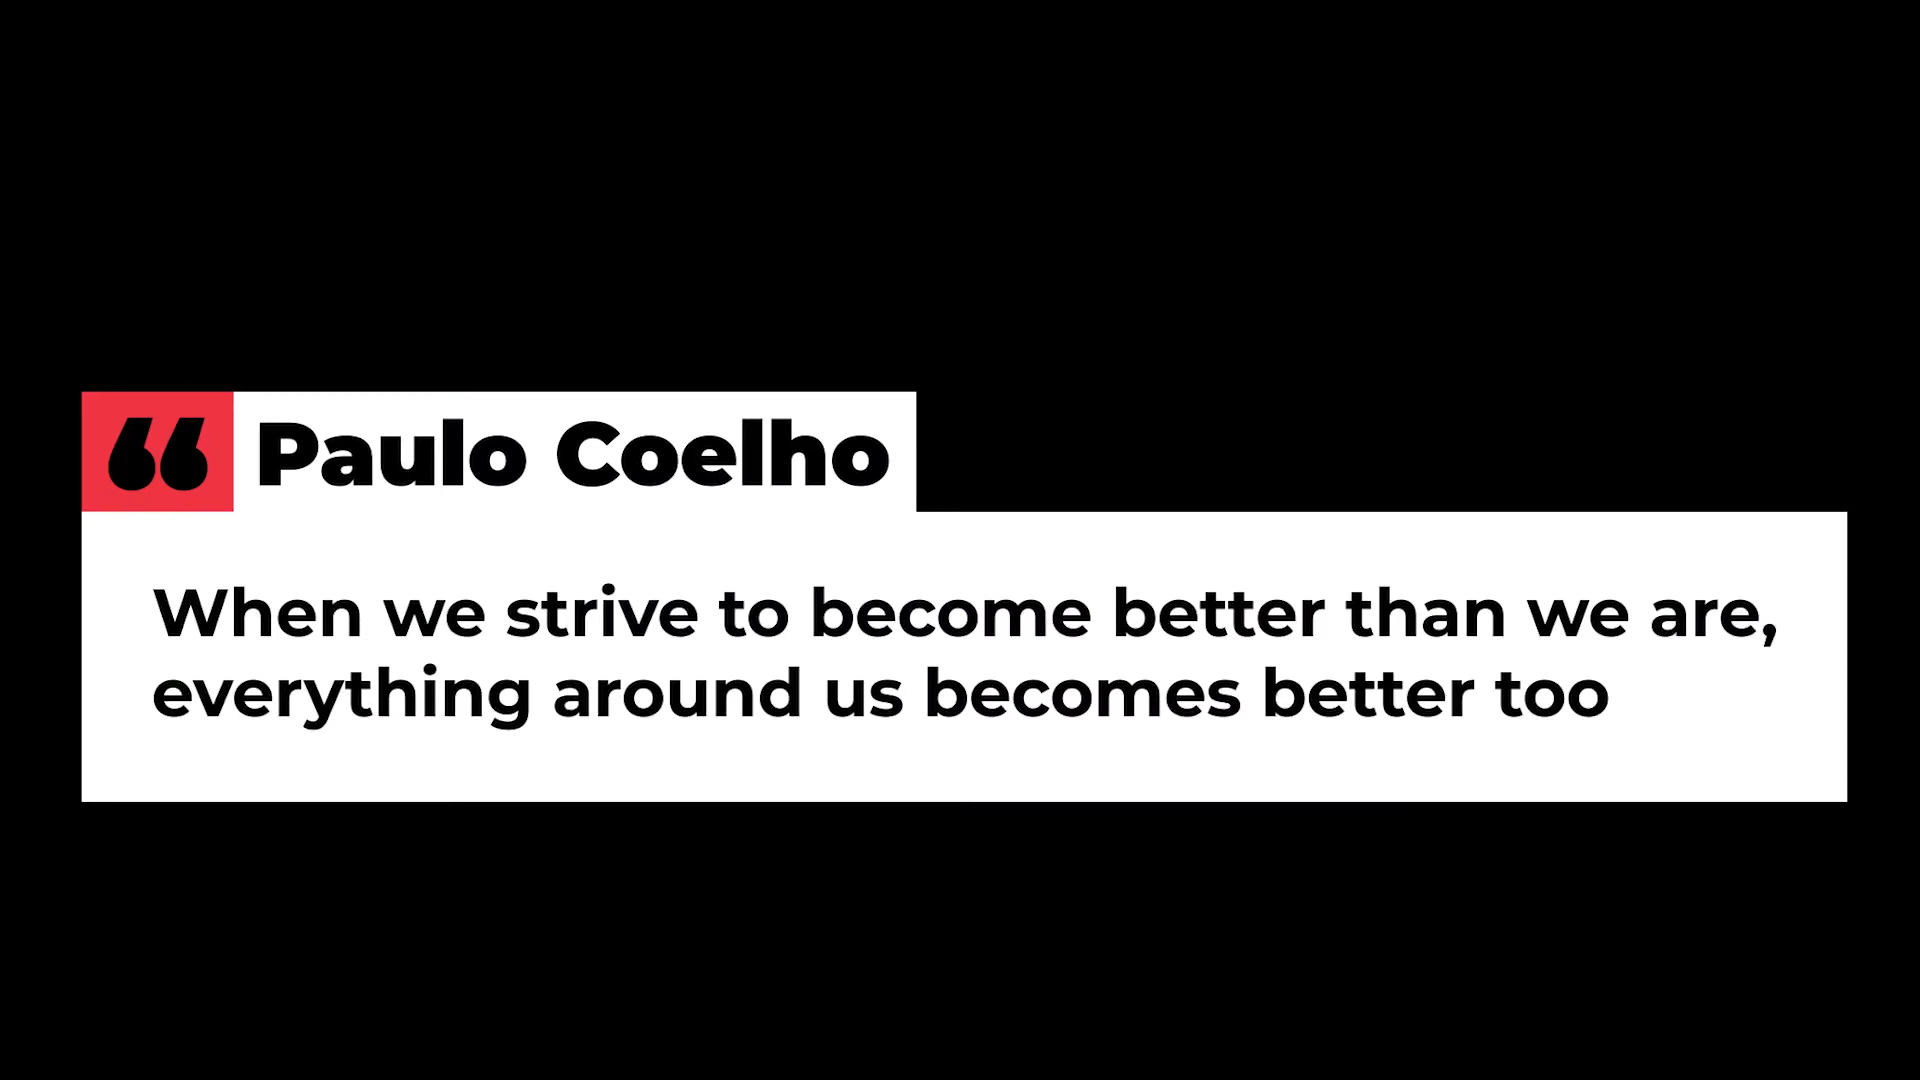 “ Paulo Coelho
When we strive to become better than we are,
everything around us becomes better too